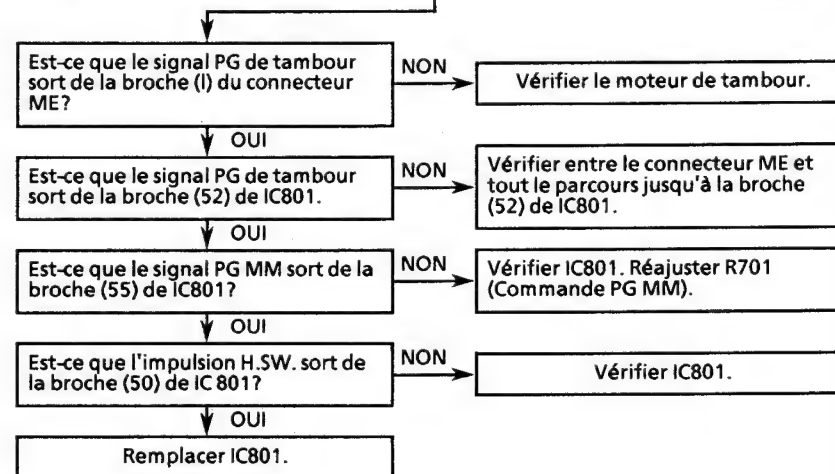 Est-ce que le signal PG de tambour
sort de la broche (I) du connecteur
ME?
NON
Vérifier le moteur de tambour.
OUI
Est-ce que le signal PG de tambour
sort de la broche (52) de IC801.
NON
Vérifier entre le connecteur ME et
tout le parcours jusqu'à la broche
(52) de IC801.
OUI
Est-ce que le signal PG MM sort de la
broche (55) de IC801?
NON
Vérifier IC801. Réajuster R701
(Commande PG MM).
OUI
Est-ce que l'impulsion H.SW. sort de
la broche (50) de IC 801?
NON
Vérifier IC801.
OUI
Remplacer IC801.